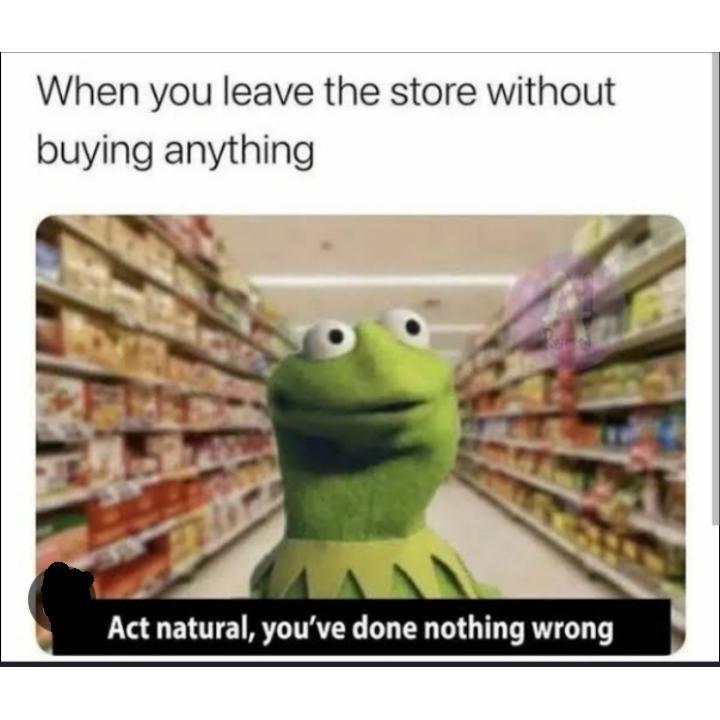 When you leave the store without
buying anything
Act natural, you've done nothing wrong